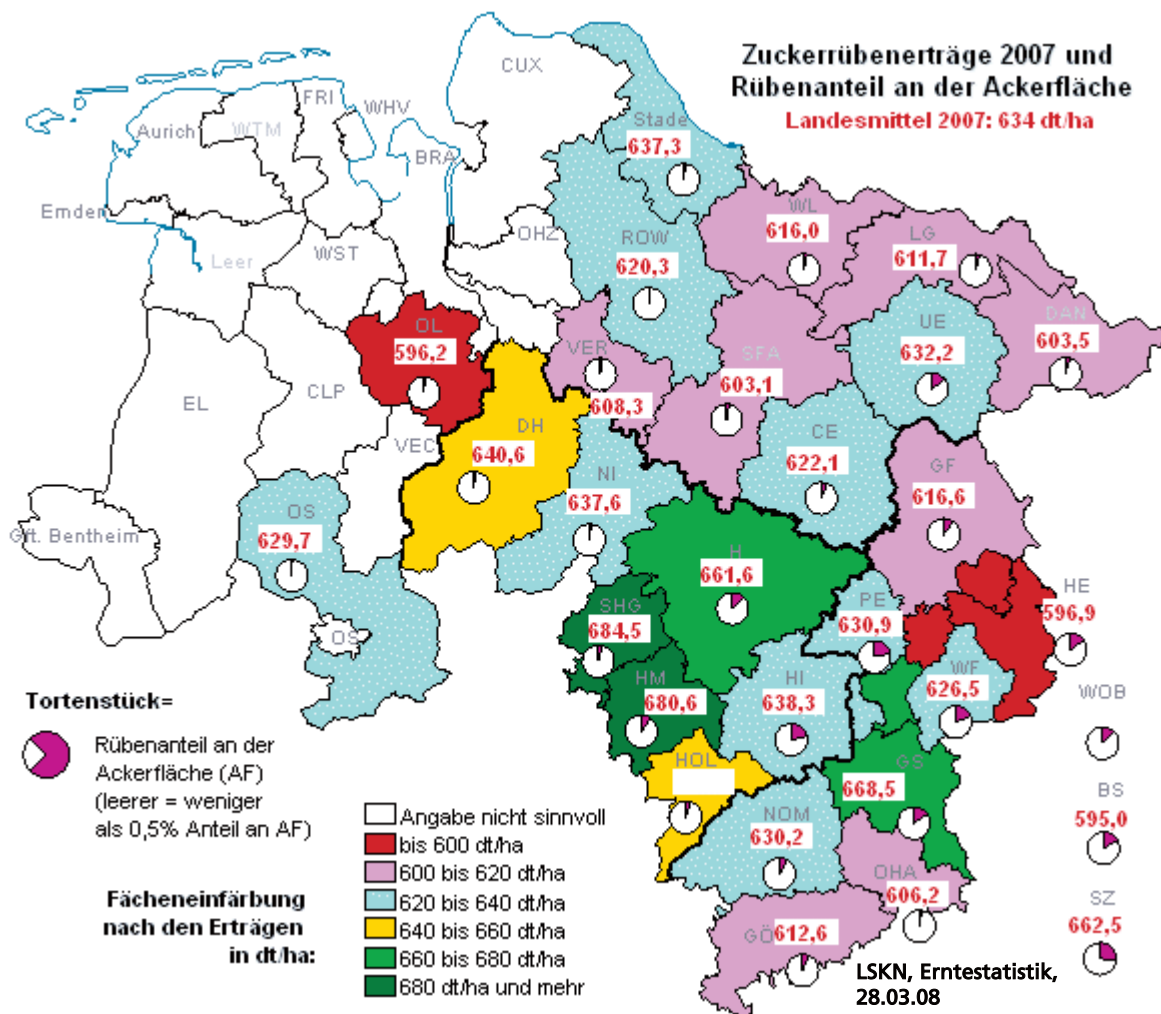 Zuckerrübenerträge 2007 und
Rübenanteil an der Ackerfläche
Landesmittel 2007: 634 dt/ha
CUX
FRI
WHV
Aurich
WTM
BRA
Stade
637,3
Emden
Leer
WST
OHZ
ROW
620,3
WL
616,0
LG
611,7
OL
596,2
VER
608,3
SFA
603,1
UE
632,2
DAN
603,5
EL
CLP
VEC
DH
640,6
NI
637,6
CE
622,1
GF
616,6
OS
629,7
Gft. Bentheim
H
661,6
PE
630,9
HE
596,9
SHG
684,5
OS
HM
680,6
HI
638,3
WF
626,5
WOB
HOL
GS
668,5
BS
595,0
NOM
630,2
OHA
606,2
SZ
662,5
GÖ
612,6
Tortenstück=
Rübenanteil an der
Ackerfläche (AF)
(leerer = weniger
als 0,5% Anteil an AF)
Fächeneinfärbung
nach den Erträgen
in dt/ha:
Angabe nicht sinnvoll
bis 600 dt/ha
600 bis 620 dt/ha
620 bis 640 dt/ha
640 bis 660 dt/ha
660 bis 680 dt/ha
680 dt/ha und mehr
LSKN, Erntestatistik,
28.03.08